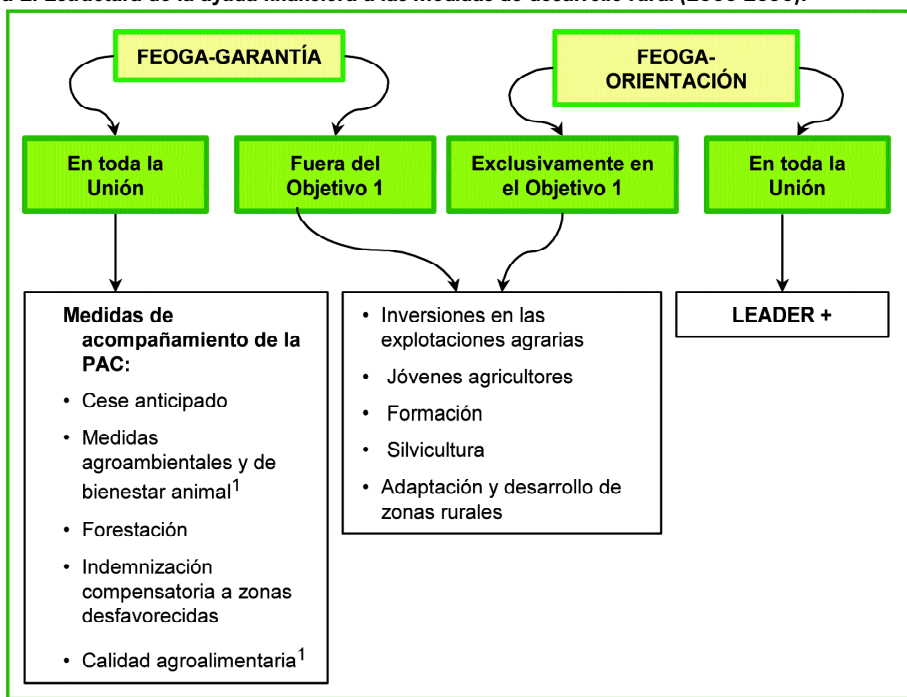 FEOGA-GARANTÍA
FEOGA-
ORIENTACIÓN
En toda la
Unión
Fuera del
Objetivo 1
Exclusivamente en
el Objetivo 1
En toda la
Unión
Medidas de
acompañamiento de la
PAC:
• Cese anticipado
• Medidas
agroambientales y de
bienestar animal1
• Forestación
• Indemnización
compensatoria a zonas
desfavorecidas
• Calidad agroalimentaria1
• Inversiones en las
explotaciones agrarias
• Jóvenes agricultores
• Formación
• Silvicultura
• Adaptación y desarrollo de
zonas rurales
LEADER +